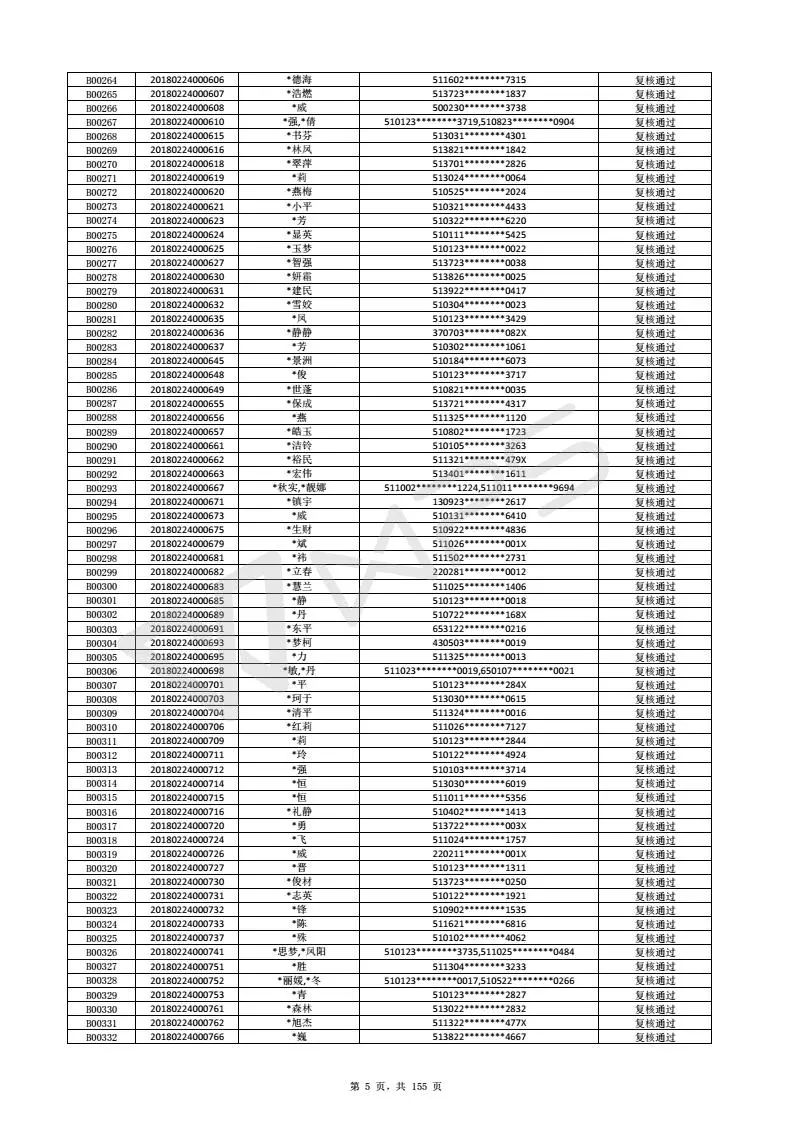 B00264 20180224000606 *德海 511602********7315 复核通过
B00265 20180224000607 *浩燃 513723********1837 复核通过
B00266 20180224000608 *威 500230********3738 复核通过
B00267 20180224000610 *强,*倩 510123********3719,510823********0904 复核通过
B00268 20180224000615 *书芬 513031********4301 复核通过
B00269 20180224000616 *林凤 513821********1842 复核通过
B00270 20180224000618 *翠萍 513701********2826 复核通过
B00271 20180224000619 *莉 513024********0064 复核通过
B00272 20180224000620 *燕梅 510525********2024 复核通过
B00273 20180224000621 *小平 510321********4433 复核通过
B00274 20180224000623 *芳 510322********6220 复核通过
B00275 20180224000624 *显英 510111********5425 复核通过
B00276 20180224000625 *玉梦 510123********0022 复核通过
B00277 20180224000627 *智强 513723********0038 复核通过
B00278 20180224000630 *妍霜 513826********0025 复核通过
B00279 20180224000631 *建民 513922********0417 复核通过
B00280 20180224000632 *雪姣 510304********0023 复核通过
B00281 20180224000635 *凤 510123********3429 复核通过
B00282 20180224000636 *静静 370703********082X 复核通过
B00283 20180224000637 *芳 510302********1061 复核通过
B00284 20180224000645 *景洲 510184********6073 复核通过
B00285 20180224000648 *俊 510123********3717 复核通过
B00286 20180224000649 *世蓬 510821********0035 复核通过
B00287 20180224000655 *保成 513721********4317 复核通过
B00288 20180224000656 *燕 511325********1120 复核通过
B00289 20180224000657 *皓玉 510802********1723 复核通过
B00290 20180224000661 *洁铃 510105********3263 复核通过
B00291 20180224000662 *裕民 511321********479X 复核通过
B00292 20180224000663 *宏伟 513401********1611 复核通过
B00293 20180224000667 *秋实,*靓娜 511002********1224,511011********9694 复核通过
B00294 20180224000671 *镇宇 130923********2617 复核通过
B00295 20180224000673 *威 510131********6410 复核通过
B00296 20180224000675 *生财 510922********4836 复核通过
B00297 20180224000679 *斌 511026********001X 复核通过
B00298 20180224000681 *祎 511502********2731 复核通过
B00299 20180224000682 *立春 220281********0012 复核通过
B00300 20180224000683 *慧兰 511025********1406 复核通过
B00301 20180224000685 *静 510123********0018 复核通过
B00302 20180224000689 *丹 510722********168X 复核通过
B00303 20180224000691 *东平 653122********0216 复核通过
B00304 20180224000693 *梦柯 430503********0019 复核通过
B00305 20180224000695 *力 511325********0013 复核通过
B00306 20180224000698 *敏,*丹 511023********0019,650107********0021 复核通过
B00307 20180224000701 *平 510123********284X 复核通过
B00308 20180224000703 *珂于 513030********0615 复核通过
B00309 20180224000704 *清平 511324********0016 复核通过
B00310 20180224000706 *红莉 511026********7127 复核通过
B00311 20180224000709 *莉 510123********2844 复核通过
B00312 20180224000711 *玲 510122********4924 复核通过
B00313 20180224000712 *强 510103********3714 复核通过
B00314 20180224000714 *恒 513030********6019 复核通过
B00315 20180224000715 *恒 511011********5356 复核通过
B00316 20180224000716 *礼静 510402********1413 复核通过
B00317 20180224000720 *勇 513722********003X 复核通过
B00318 20180224000724 *飞 511024********1757 复核通过
B00319 20180224000726 *威 220211********001X 复核通过
B00320 20180224000727 *晋 510123********1311 复核通过
B00321 20180224000730 *俊材 513723********0250 复核通过
B00322 20180224000731 *志英 510122********1921 复核通过
B00323 20180224000732 *锋 510902********1535 复核通过
B00324 20180224000733 *陈 511621********6816 复核通过
B00325 20180224000737 *殊 510102********4062 复核通过
B00326 20180224000741 *思梦,*凤阳 510123********3735,511025********0484 复核通过
B00327 20180224000751 *胜 511304********3233 复核通过
B00328 20180224000752 *丽媛,*冬 510123********0017,510522********0266 复核通过
B00329 20180224000753 *青 510123********2827 复核通过
B00330 20180224000761 *森林 513022********2832 复核通过
B00331 20180224000762 *旭杰 511322********477X 复核通过
B00332 20180224000766 *巍 513822********4667 复核通过
第 5 页，共 155 页